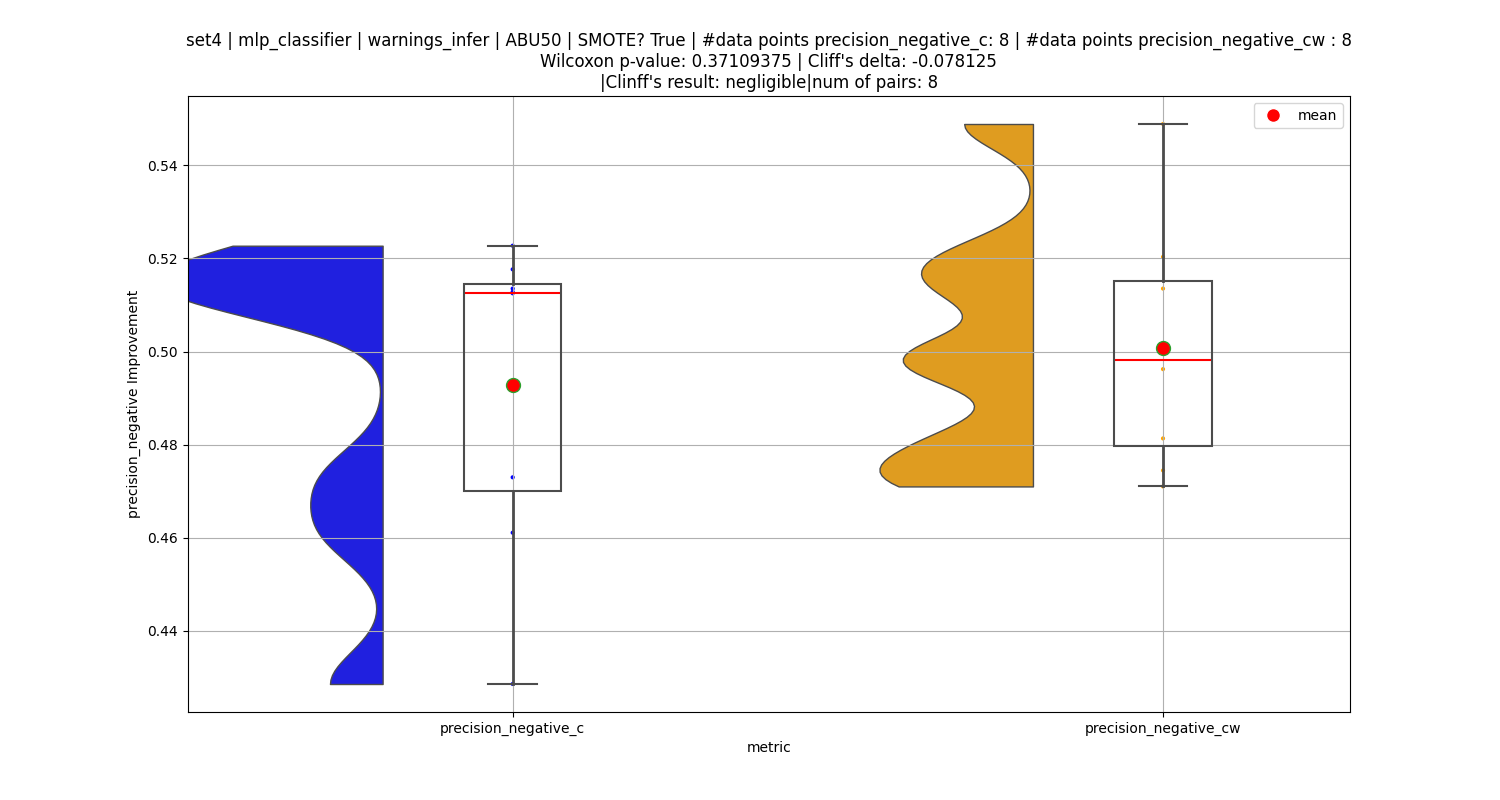 set4 | mlp_classifier | warnings_infer | ABU50 | SMOTE? True | #data points precision_negative_c: 8 | #data points precision_negative_cw : 8
Wilcoxon p-value: 0.37109375 | Cliff's delta: -0.078125
|Clinff's result: negligible|num of pairs: 8
mean
0.54
0.52
0.50
0.48
0.46
0.44
precision_negative Improvement
precision_negative_c
precision_negative_cw
metric